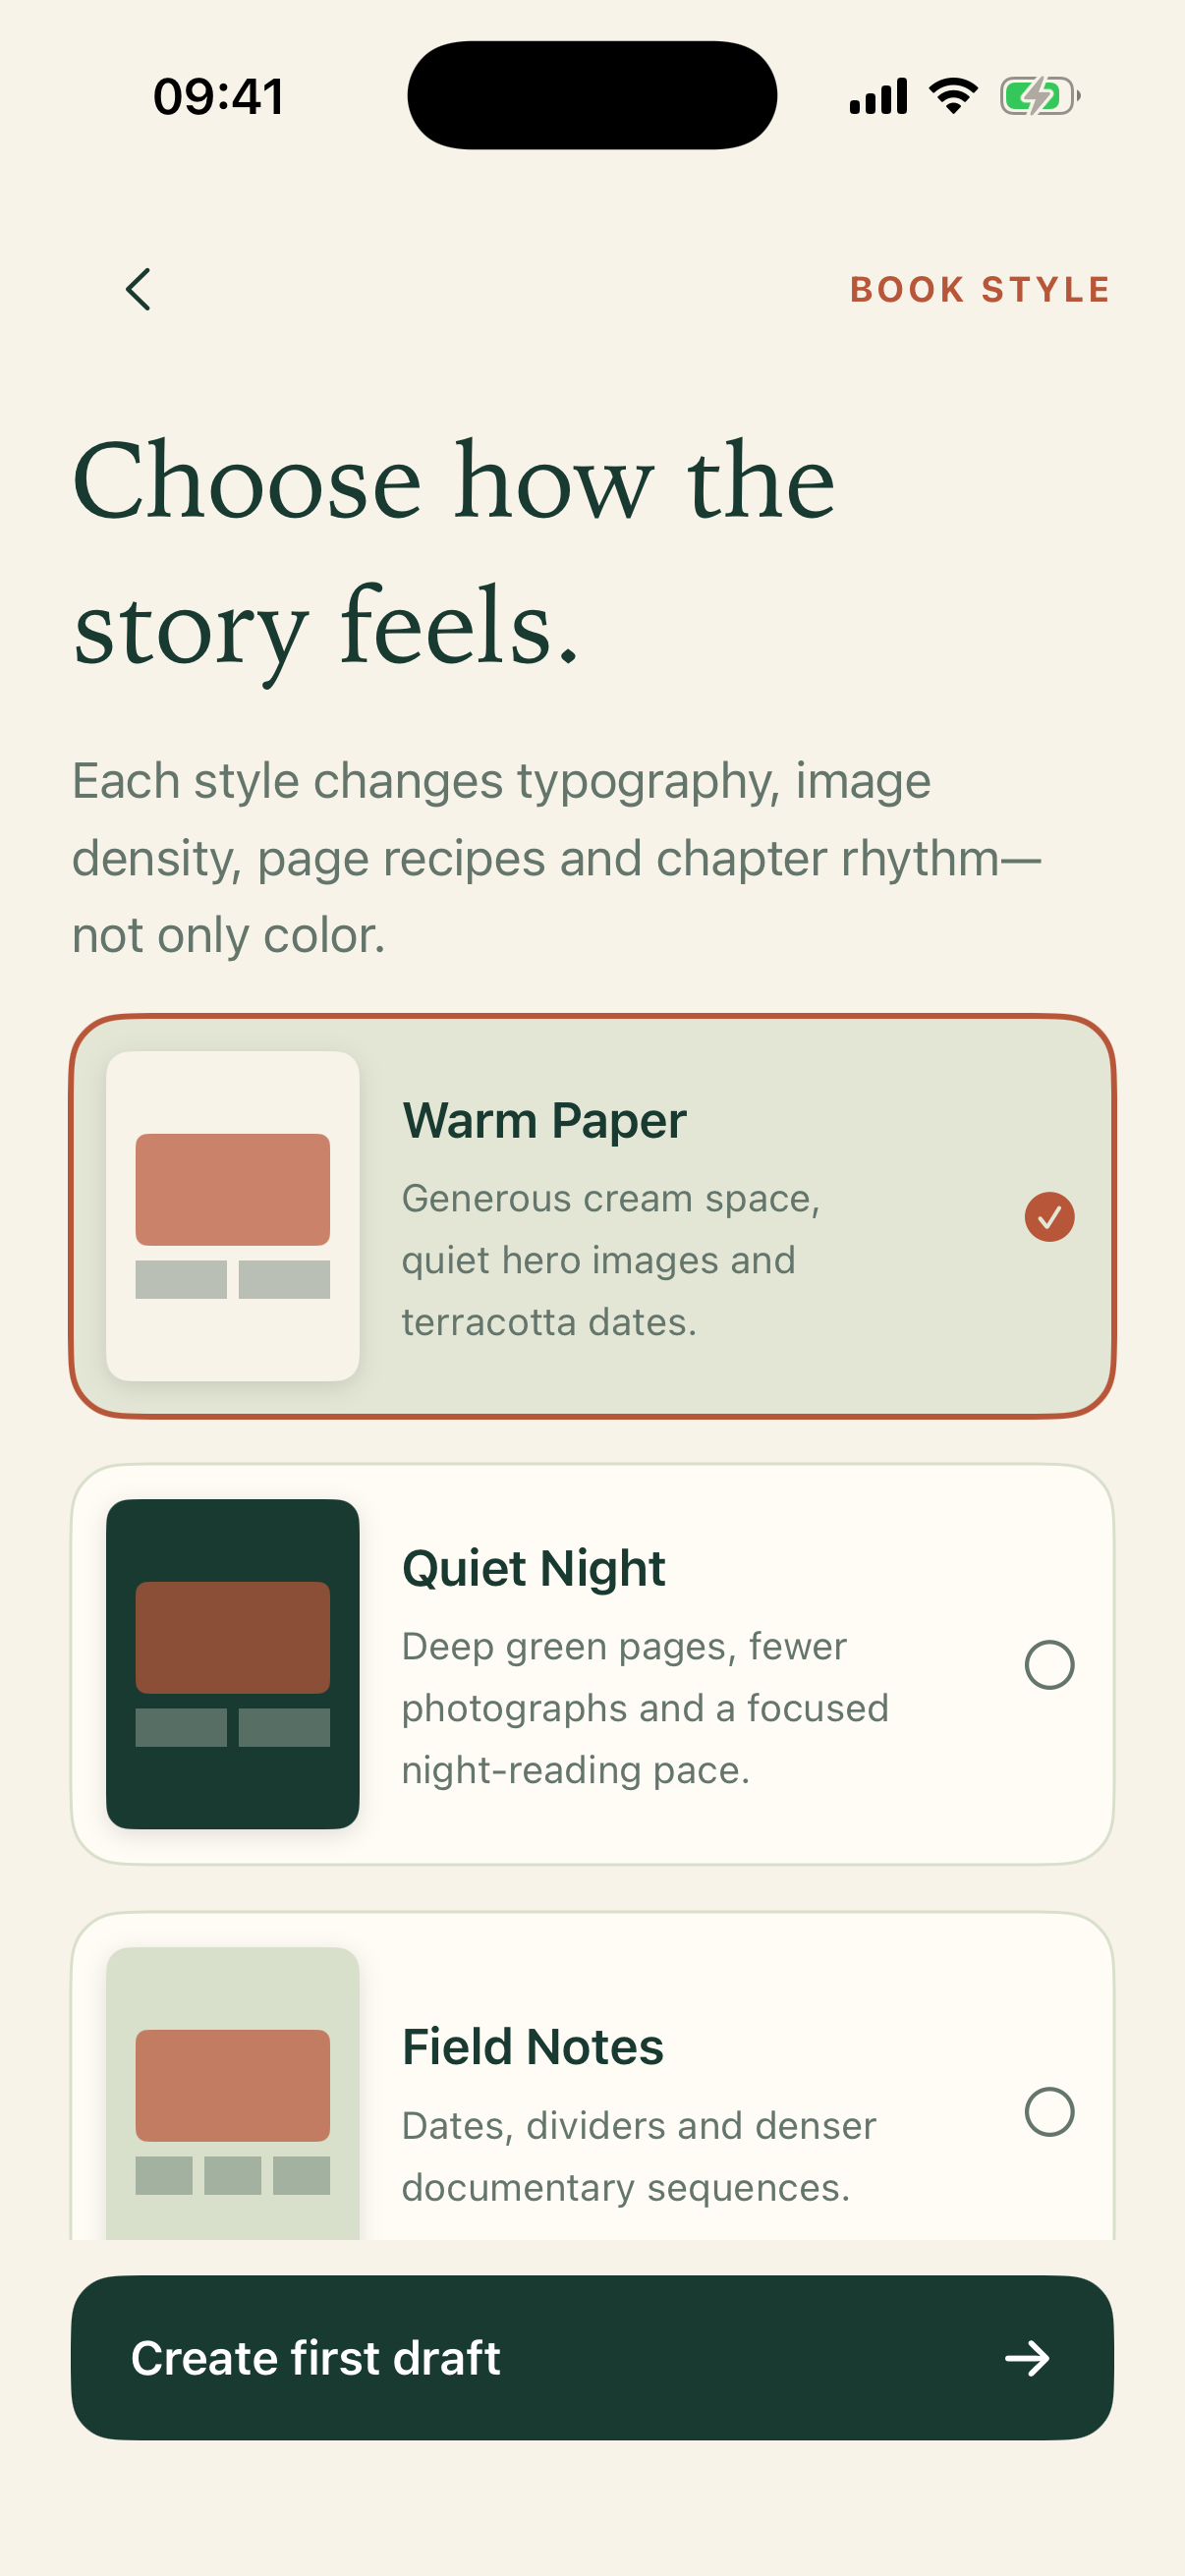 09:41
BOOK STYLE
Choose how the
story feels.
Each style changes typography, image
density, page recipes and chapter rhythm—
not only color.
Warm Paper
Generous cream space,
quiet hero images and
terracotta dates.
Quiet Night
Deep green pages, fewer
photographs and a focused
night-reading pace.
Field Notes
Dates, dividers and denser
documentary sequences.
Create first draft